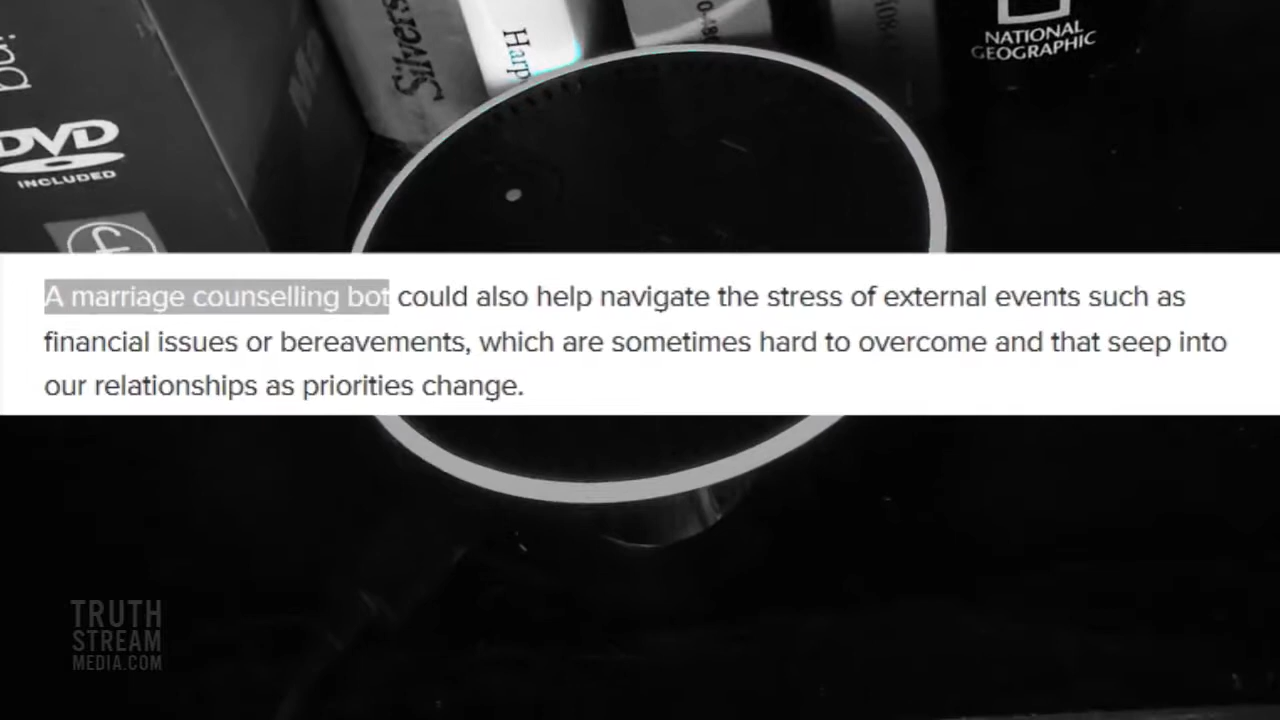 Silvers
Harp
NATIONAL
GEOGRAPHIC
DVD
INCLUDED
A marriage counselling bot could also help navigate the stress of external events such as
financial issues or bereavements, which are sometimes hard to overcome and that seep into
our relationships as priorities change.
TRUTH
STREAM
MEDIA.COM